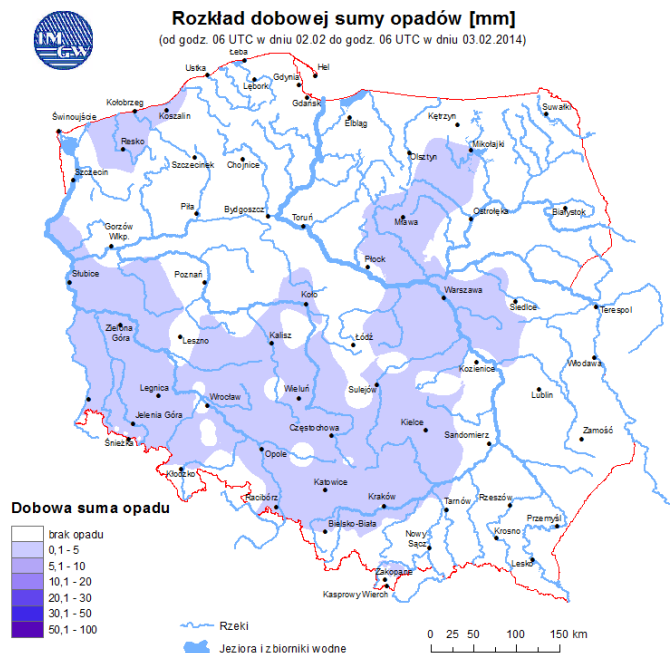 Rozkład dobowej sumy opadów [mm]
(od godz. 06 UTC w dniu 02.02 do godz. 06 UTC w dniu 03.02.2014)
IM
GW
Łeba
Ustka
Hel
Gdynia
Lębork
Gdańsk
Kołobrzeg
Koszalin
Świnoujście
Elbląg
Kętrzyn
Suwałki
Resko
Mikołajki
Olsztyn
Szczecinek
Chojnice
Szczecin
Piła
Bydgoszcz
Toruń
Mława
Ostrołęka
Białystok
Gorzów
Wlkp.
Płock
Słubice
Poznań
Koło
Warszawa
Siedlce
Terespol
Zielona
Góra
Leszno
Kalisz
Łódź
Kozienice
Włodawa
Legnica
Wrocław
Wieluń
Sulejów
Lublin
Jelenia Góra
Śnieżka
Częstochowa
Kielce
Sandomierz
Zamość
Opole
Kłodzko
Katowice
Racibórz
Kraków
Tarnów
Rzeszów
Bielsko-Biała
Przemyśl
Nowy
Sącz
Krosno
Lesko
Zakopane
Kasprowy Wierch
Dobowa suma opadu
brak opadu
0,1 - 5
5,1 - 10
10,1 - 20
20,1 - 30
30,1 - 50
50,1 - 100
Rzeki
Jeziora i zbiorniki wodne
0 25 50 100 150 km